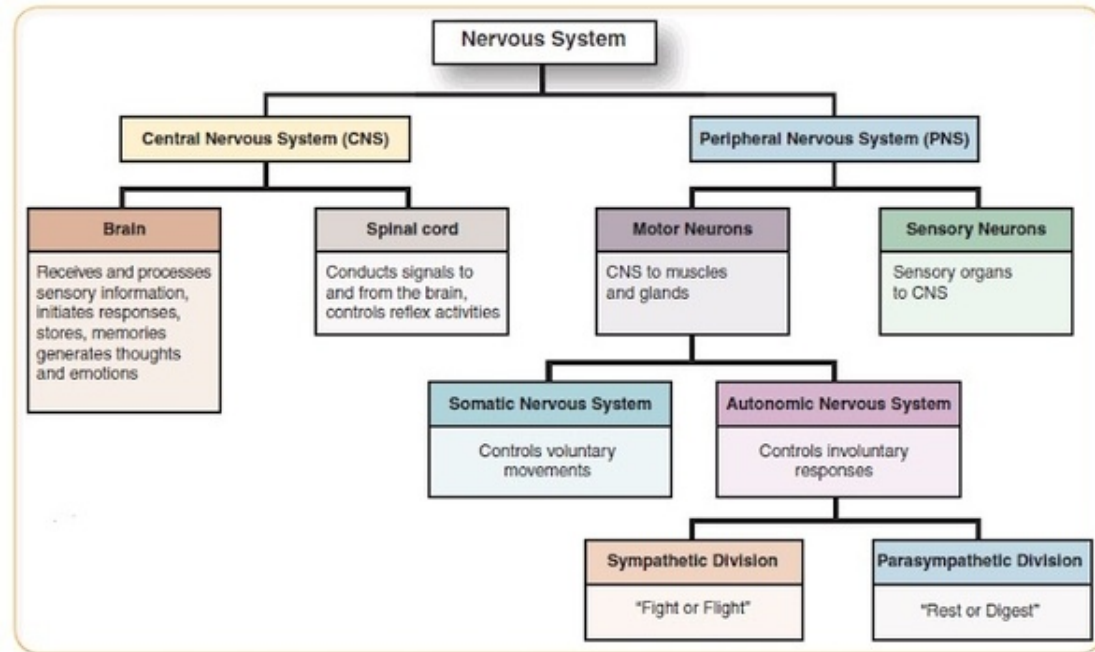 Nervous System
Central Nervous System (CNS)
Peripheral Nervous System (PNS)
Brain
Receives and processes
sensory information,
initiates responses,
stores, memories
generates thoughts
and emotions
Spinal cord
Conducts signals to
and from the brain,
controls reflex activities
Motor Neurons
CNS to muscles
and glands
Sensory Neurons
Sensory organs
to CNS
Somatic Nervous System
Controls voluntary
movements
Autonomic Nervous System
Controls involuntary
responses
Sympathetic Division
“Fight or Flight”
Parasympathetic Division
“Rest or Digest”